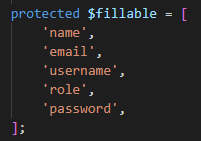 protected $fillable = [
'name',
'email',
'username',
'role',
'password',
];